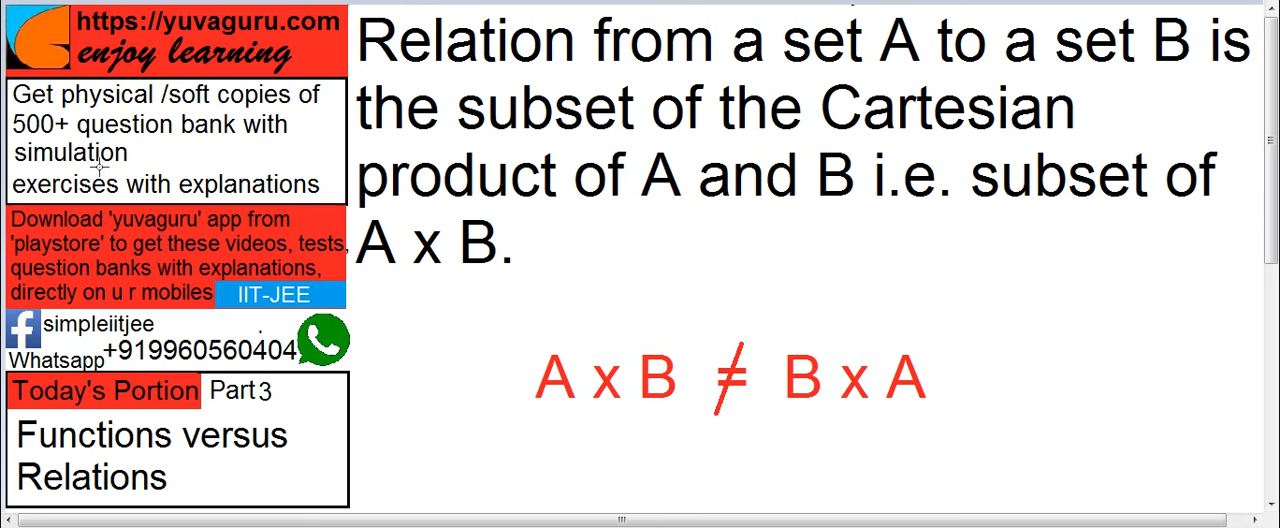 https://yuvaguru.com
enjoy learning
Get physical /soft copies of
500+ question bank with
simulation
exercises with explanations
Download 'yuvaguru' app from
'playstore' to get these videos, tests,
question banks with explanations,
directly on u r mobiles
IIT-JEE
simpleiitjee
Whatsapp +919960560404
Today's Portion Part 3
Functions versus
Relations
Relation from a set A to a set B is
the subset of the Cartesian
product of A and B i.e. subset of
A x B.
A x B ≠ B x A